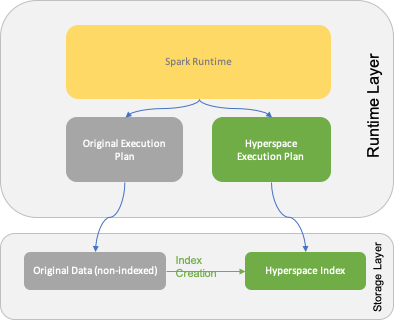 Spark Runtime
Original Execution
Plan
Hyperspace
Execution Plan
Runtime Layer
Original Data (non-indexed)
Index
Creation
Hyperspace Index
Storage Layer